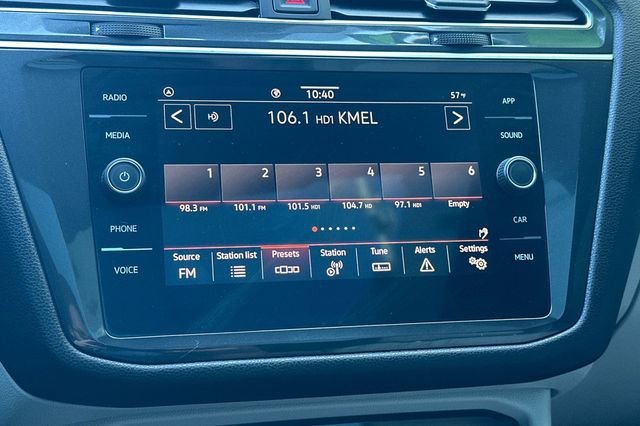 RADIO
MEDIA
PHONE
VOICE
10:40
57°F
106.1 HD1 KMEL
1 2 3 4 5 6
98.3 FM 101.1 FM 101.5 HD1 104.7 HD 97.1 HD1 Empty
Source Station list Presets Station Tune Alerts Settings
FM
APP
SOUND
CAR
MENU